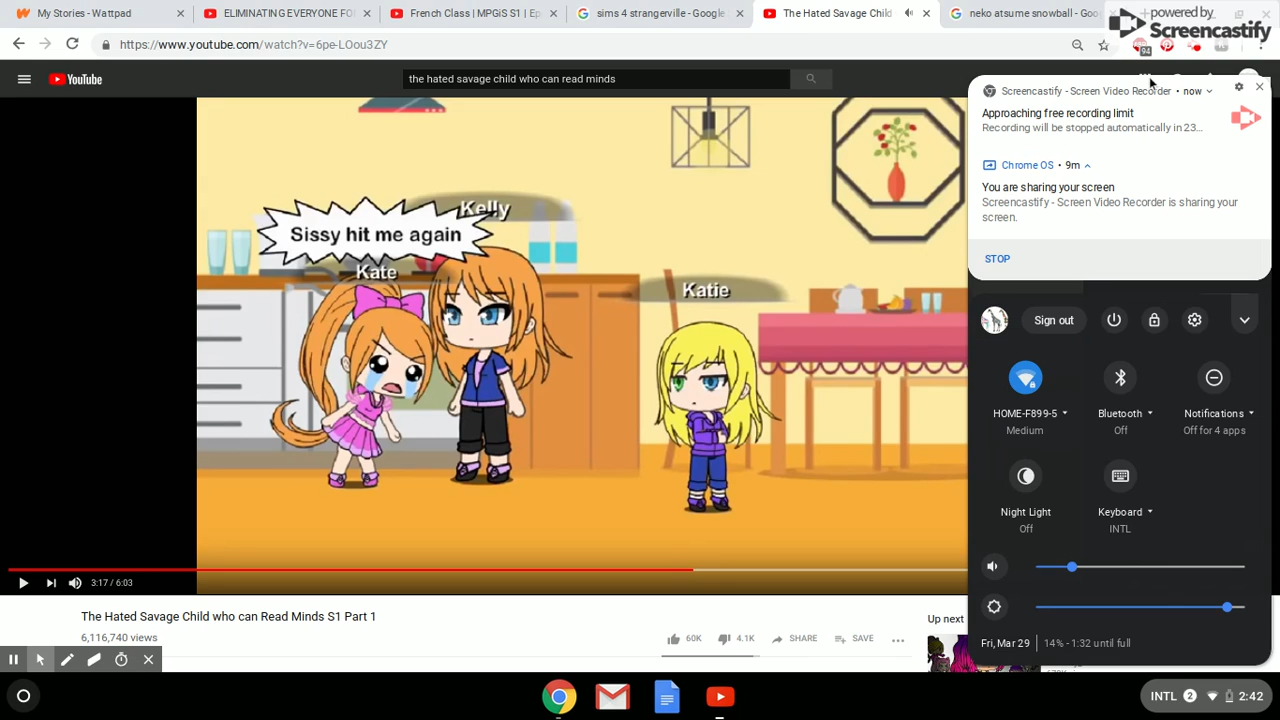 My Stories - Wattpad
ELIMINATING EVERYONE FO
French Class | MPGiS S1 | Ep
sims 4 strangerville - Google
The Hated Savage Child
neko atsume snowball - Goo
powered by
Screencastify
https://www.youtube.com/watch?v=6pe-LOou3ZY
94
YouTube
the hated savage child who can read minds
Screencastify - Screen Video Recorder • now
Approaching free recording limit
Recording will be stopped automatically in 23...
Chrome OS • 9m
You are sharing your screen
Screencastify - Screen Video Recorder is sharing your
screen.
STOP
Kelly
Sissy hit me again
Kate
Katie
Sign out
HOME-F899-5
Medium
Bluetooth
Off
Notifications
Off for 4 apps
Night Light
Off
Keyboard
INTL
3:17 / 6:03
The Hated Savage Child who can Read Minds S1 Part 1
6,116,740 views
60K
4.1K
SHARE
SAVE
Up next
Fri, Mar 29
14% - 1:32 until full
INTL
2
2:42